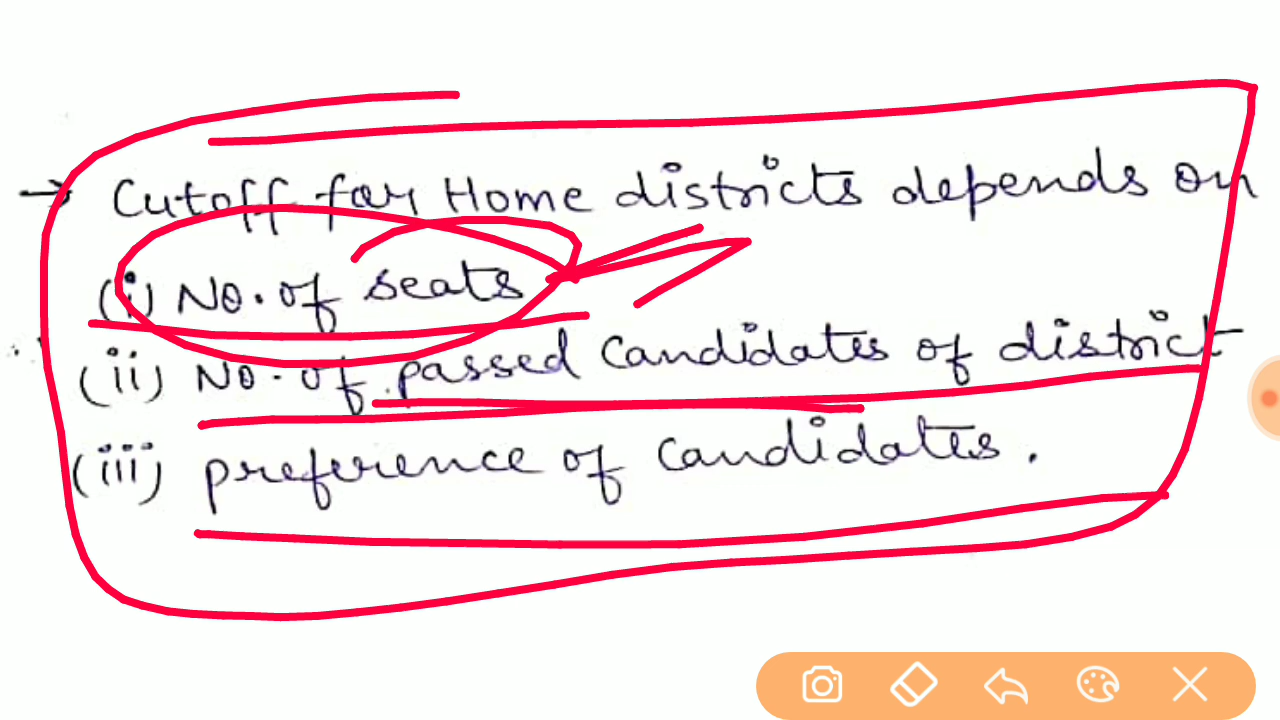 → Cutoff for Home districts depends on
(i) No. of seats
(ii) No. of passed candidates of district
(iii) preference of candidates.